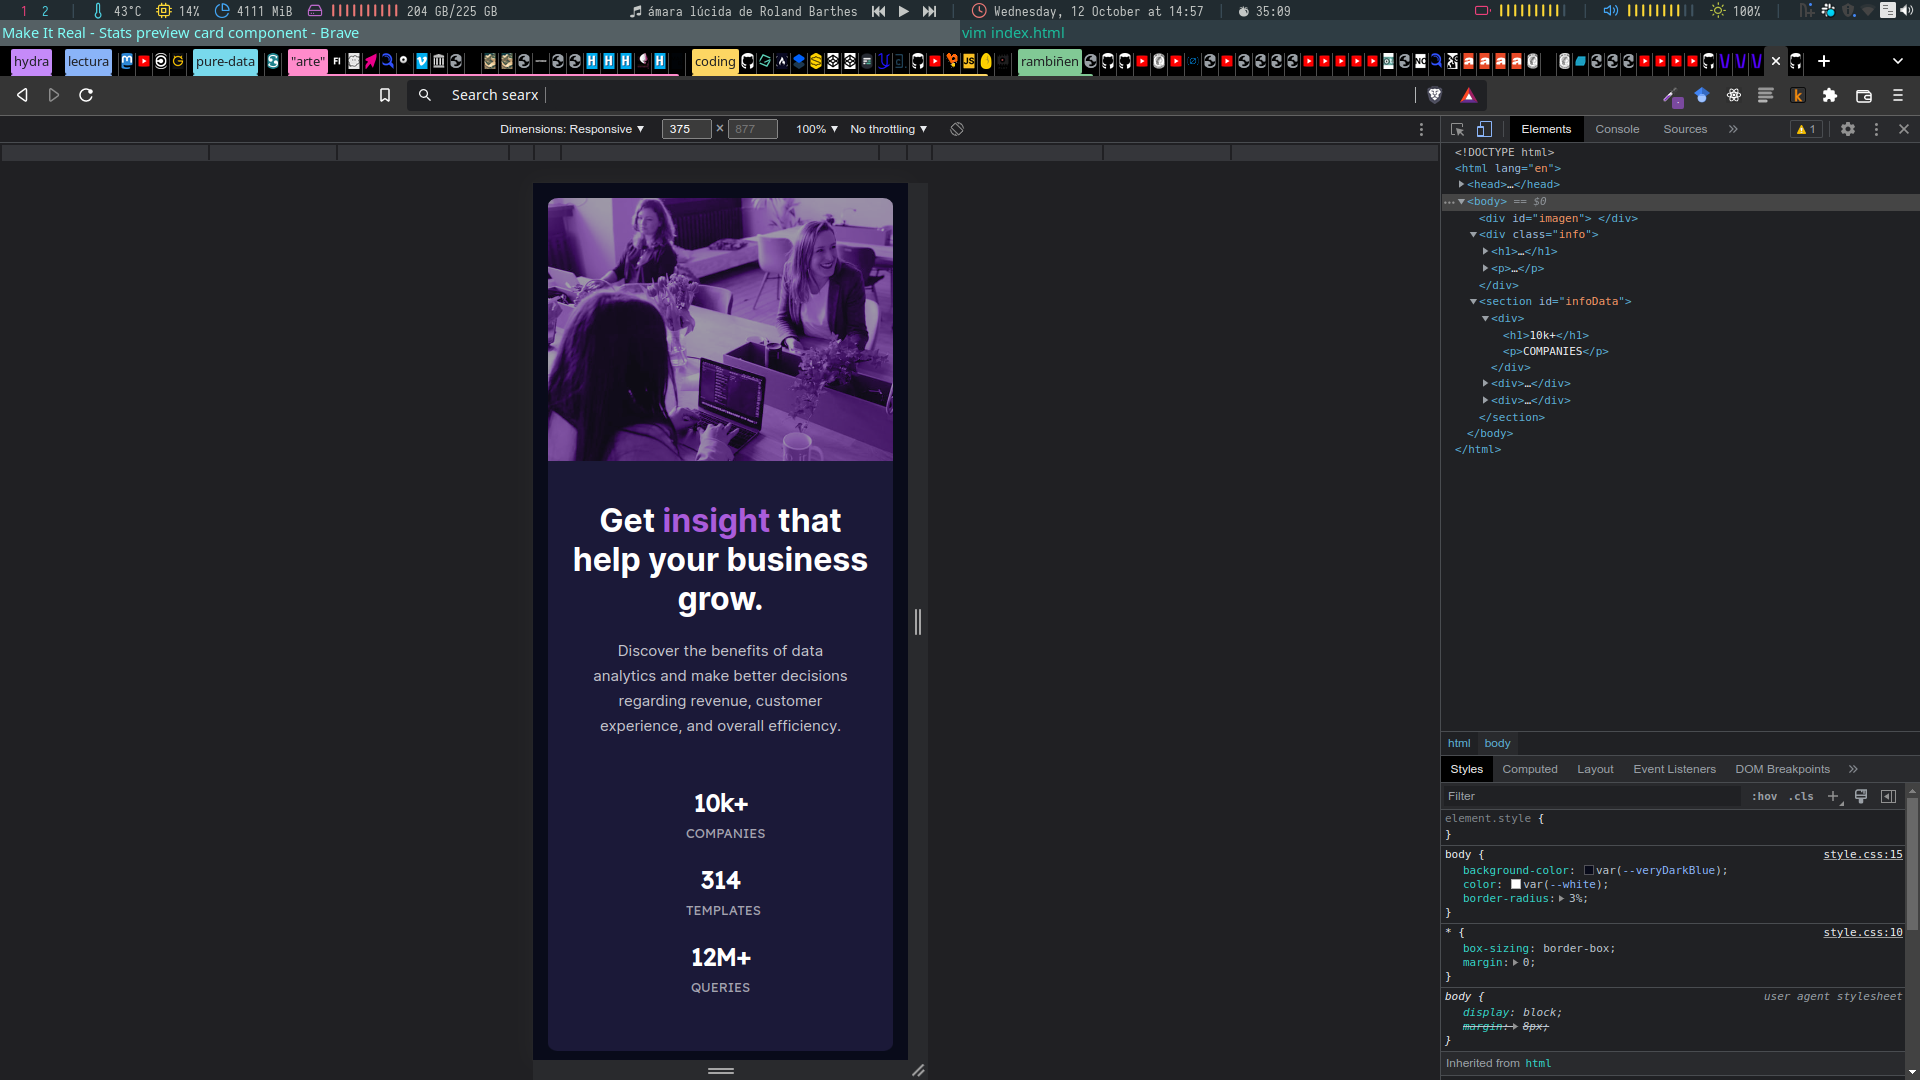 1 2 43°C 14% 4111 MiB 204 GB/225 GB ámara lúcida de Roland Barthes Wednesday, 12 October at 14:57 35:09 100%
Make It Real - Stats preview card component - Brave vim index.html
hydra lectura pure-data "arte" coding rambiñen
Search searx
Dimensions: Responsive 375 × 877 100% No throttling
Elements Console Sources 1
<!DOCTYPE html>
<html lang="en">
<head>…</head>
<body> == $0
<div id="imagen"> </div>
<div class="info">
<h1>…</h1>
<p>…</p>
</div>
<section id="infoData">
<div>
<h1>10k+</h1>
<p>COMPANIES</p>
</div>
<div>…</div>
<div>…</div>
</section>
</body>
</html>
Get insight that
help your business
grow.
Discover the benefits of data
analytics and make better decisions
regarding revenue, customer
experience, and overall efficiency.
10k+
COMPANIES
314
TEMPLATES
12M+
QUERIES
html body
Styles Computed Layout Event Listeners DOM Breakpoints
Filter :hov .cls
element.style {
}
body { style.css:15
background-color: var(--veryDarkBlue);
color: var(--white);
border-radius: 3%;
}
* { style.css:10
box-sizing: border-box;
margin: 0;
}
body { user agent stylesheet
display: block;
margin: 8px;
}
Inherited from html